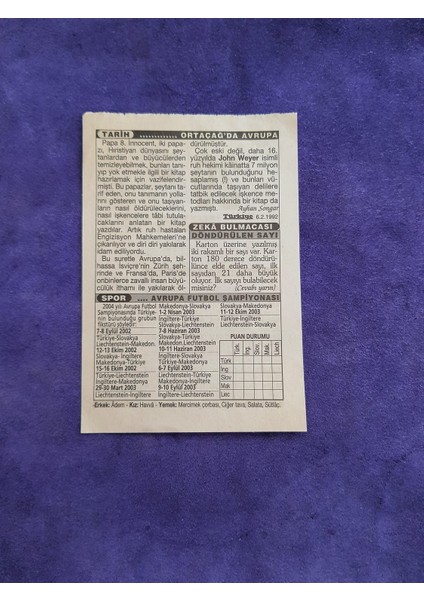 TARİH ............. ORTAÇAĞ'DA AVRUPA
Papa 8. İnnocent, iki papa-
zı, Hıristiyan dünyasını şey-
tanlardan ve büyücülerden
temizleyebilmek, bunları tanı-
yıp yok etmekle ilgili bir kitap
hazırlamak için vazifelendir-
mişti. Bu papazlar, şeytanı ta-
rif eden, onu tanımanın yolla-
rını gösteren ve onu taşıyan-
ların nasıl öldürüleceklerini,
nasıl işkencelere tâbi tutula-
caklarını anlatan bir kitap
yazdılar. Artık ruh hastaları
Engizisyon Mahkemeleri'ne
çıkarılıyor ve diri diri yakılarak
idam ediliyordu.
Bu suretle Avrupa'da, bil-
hassa İsviçre'nin Zürih şeh-
rinde ve Fransa'da, Paris'de
onbinlerce zavallı insan büyü-
cülük ithamı ile yakılarak öl-
dürülmüştür.
Çok eski değil, daha 16.
yüzyılda John Weyer isimli
ruh hekimi kâinatta 7 milyon
şeytanın bulunduğunu he-
saplamış (!) ve bunları vü-
cutlarında taşıyan delilere
tatbik edilecek işkence me-
todları hakkında bir kitap da
yazmıştı. Ayhan Songar
Türkiye 6.2.1992
ZEKÂ BULMACASI
DÖNDÜRÜLEN SAYI
Karton üzerine yazılmış
iki rakamlı bir sayı var. Kar-
ton 180 derece döndürü-
lünce elde edilen sayı, ilk
sayıdan 21 daha büyük
oluyor. İlk sayıyı bulabilecek
misiniz? (Cevabı yarın)
SPOR .... AVRUPA FUTBOL ŞAMPİYONASI
2004 yılı Avrupa futbol
Şampiyonasında Türkiye-
nin bulunduğu grubun
fikstürü şöyledir:
7-8 Eylül 2002
Türkiye-Slovakya
Liechtenstein-Makedon.
12-13 Ekim 2002
Slovakya- İngiltere
Makedonya-Türkiye
15-16 Ekim 2002
Türkiye-Liechtenstein
İngiltere-Makedonya
29-30 Mart 2003
Liechtenstein-İngiltere
Makedonya-Slovakya
1-2 Nisan 2003
İngiltere-Türkiye
Slovakya-Liechtenstein
7-8 Haziran 2003
Türkiye-Slovakya
Makedon.Liechtenstein
10-11 Haziran 2003
İngiltere-Slovakya
Türkiye-Makedonya
6-7 Eylül 2003
Liechtenstein-Türkiye
Makedonya-İngiltere
9-10 Eylül 2003
İngiltere-Liechtenstein
Slovakya-Makedonya
11-12 Ekim 2003
Türkiye-İngiltere
Liechtenstein-Slovakya
PUAN DURUMU
Türk. İng. Slov. Mak. Liech
Türk
İng.
Slov
Mak
Liec
Erkek: Âdem - Kız: Havvâ - Yemek: Mercimek çorbası, Ciğer tava, Salata, Sütlâç.